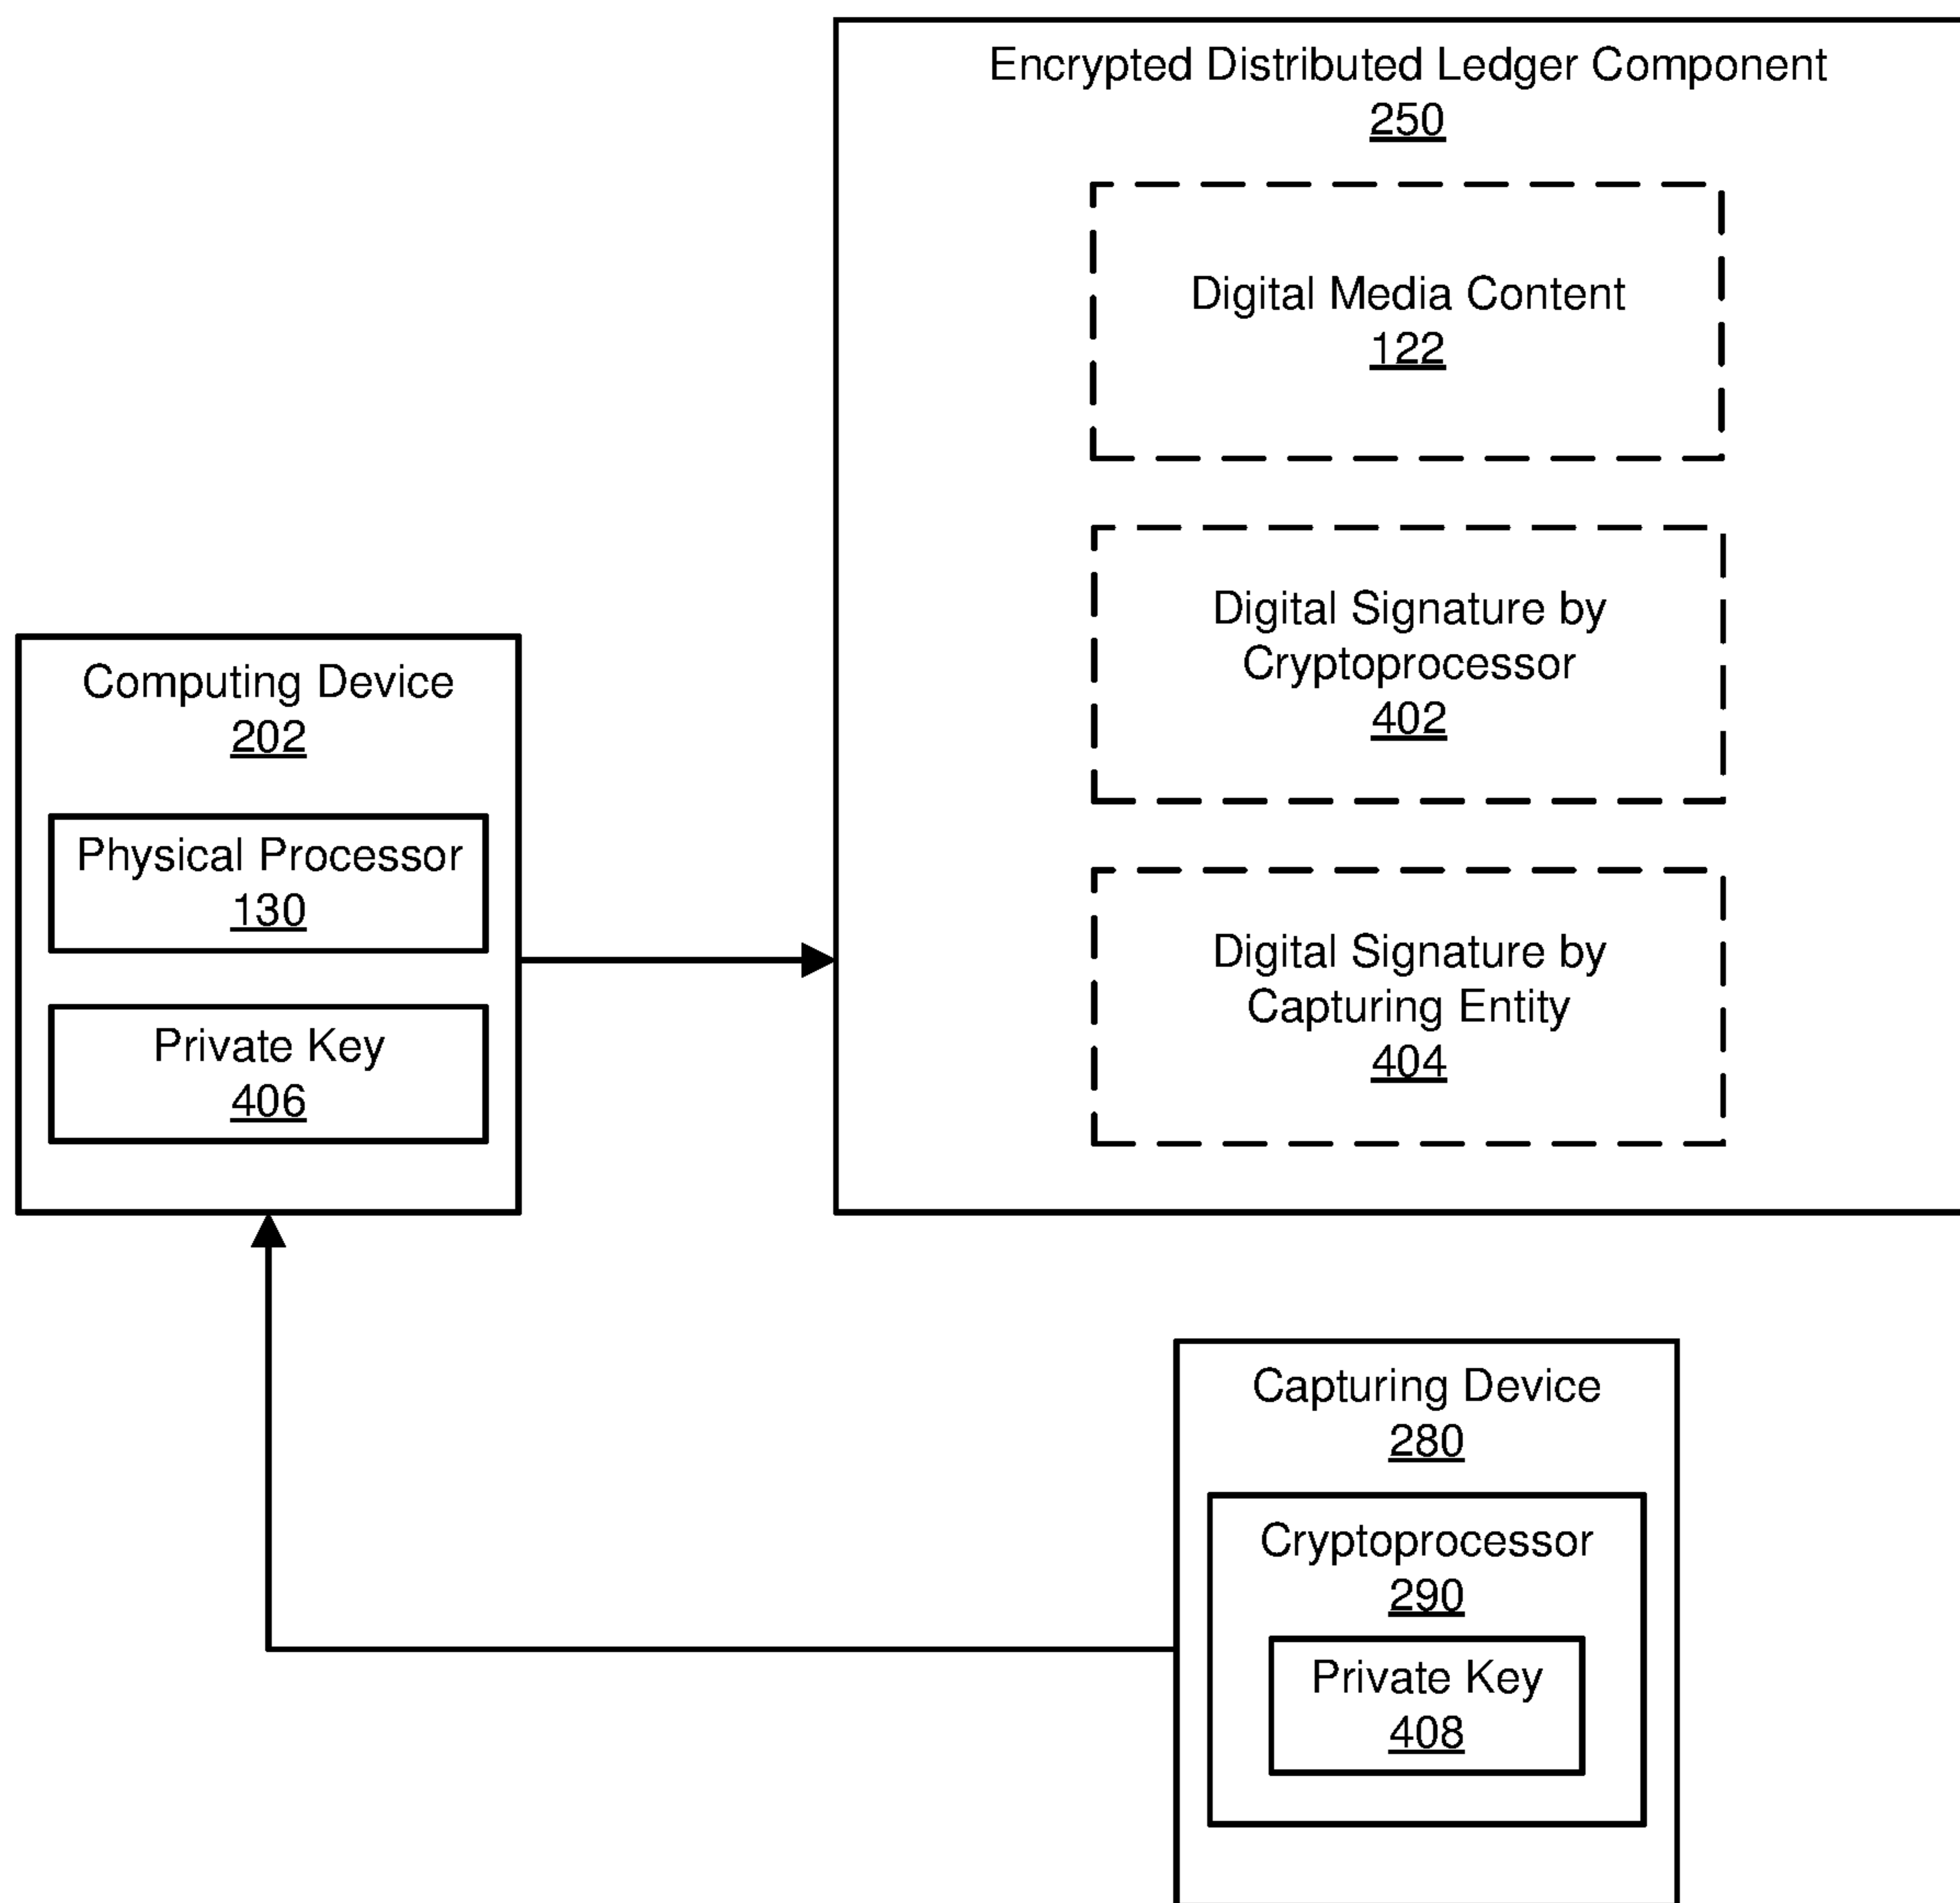 Encrypted Distributed Ledger Component
250
Digital Media Content
122
Digital Signature by
Cryptoprocessor
402
Digital Signature by
Capturing Entity
404
Computing Device
202
Physical Processor
130
Private Key
406
Capturing Device
280
Cryptoprocessor
290
Private Key
408